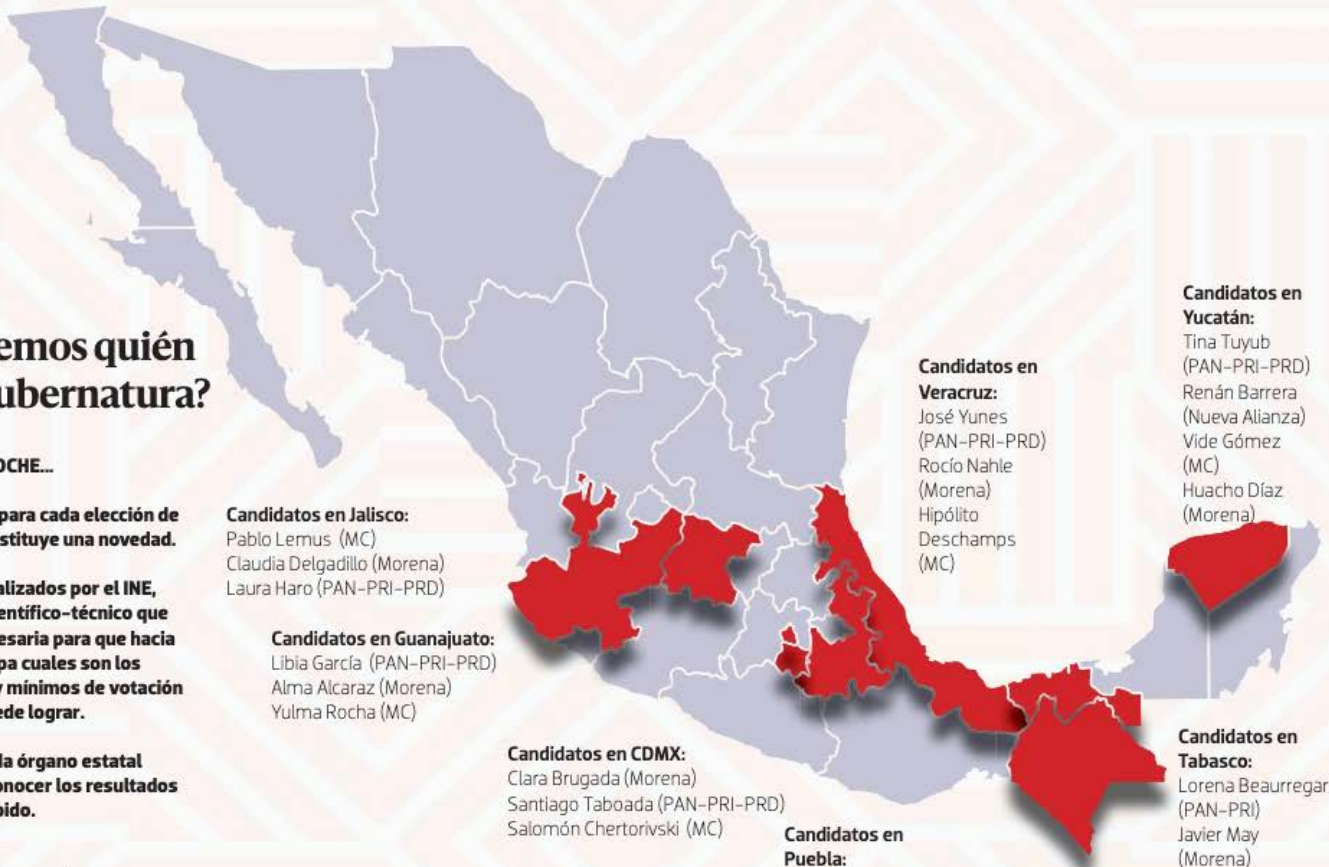 emos quién
ubernatura?
OCHE...
para cada elección de
stituye una novedad.
alizados por el INE,
entífico-técnico que
esaria para que hacia
pa cuales son los
y mínimos de votación
ede lograr.
da órgano estatal
onocer los resultados
pido.
Candidatos en Jalisco:
Pablo Lemus (MC)
Claudia Delgadillo (Morena)
Laura Haro (PAN-PRI-PRD)
Candidatos en Guanajuato:
Libia García (PAN-PRI-PRD)
Alma Alcaraz (Morena)
Yulma Rocha (MC)
Candidatos en CDMX:
Clara Brugada (Morena)
Santiago Taboada (PAN-PRI-PRD)
Salomón Chertorivski (MC)
Candidatos en
Puebla:
Candidatos en
Veracruz:
José Yunes
(PAN-PRI-PRD)
Rocío Nahle
(Morena)
Hipólito
Deschamps
(MC)
Candidatos en
Yucatán:
Tina Tuyub
(PAN-PRI-PRD)
Renán Barrera
(Nueva Alianza)
Vide Gómez
(MC)
Huacho Díaz
(Morena)
Candidatos en
Tabasco:
Lorena Beaurregar
(PAN-PRI)
Javier May
(Morena)